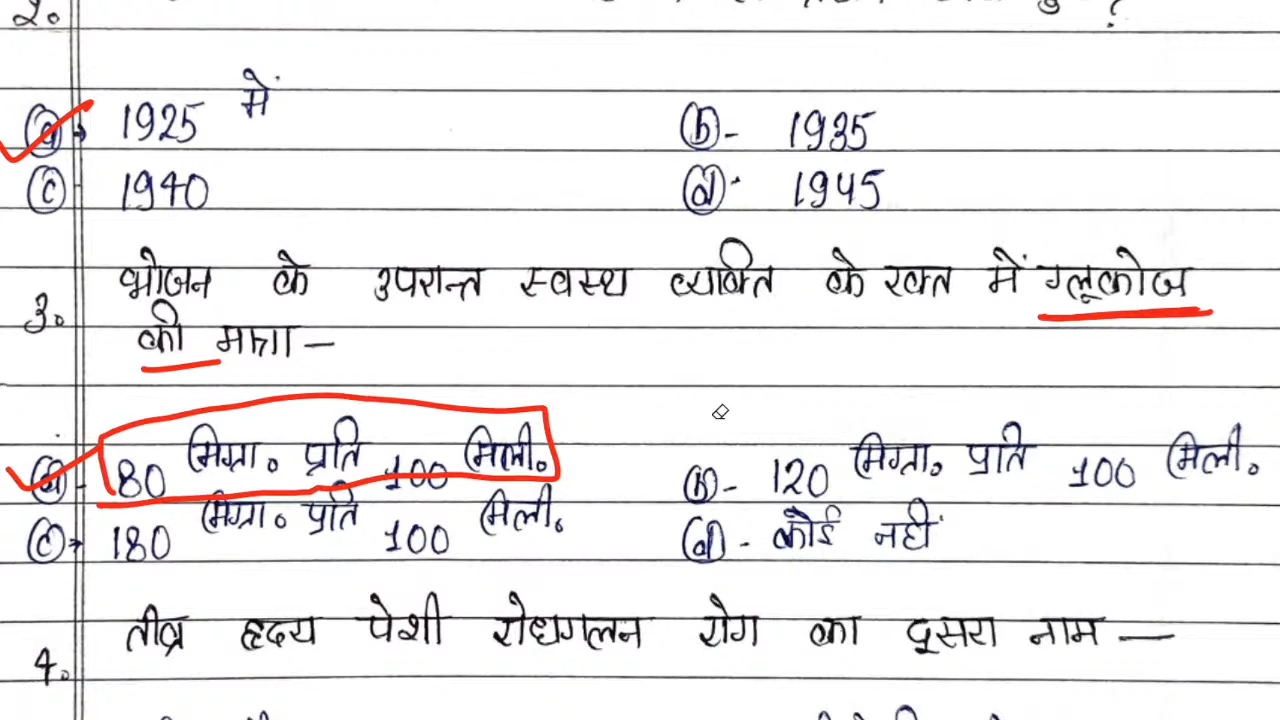 2.
ⓐ→ 1925 में ⓑ- 1935
ⓒ 1940 ⓓ- 1945
3. भोजन के उपरान्त स्वस्थ व्यक्ति के रक्त में ग्लूकोज
की मात्रा—
ⓐ- 80 मिग्रा. प्रति 100 मिली. ⓑ- 120 मिग्रा. प्रति 100 मिली.
ⓒ→ 180 मिग्रा. प्रति 100 मिली. ⓓ- कोई नहीं
4. तीव्र हृदय पेशी रोधगलन रोग का दूसरा नाम —